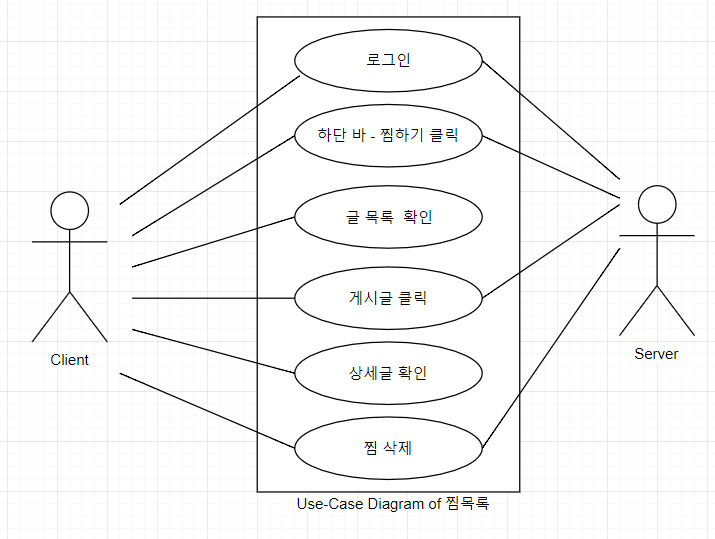 로그인
하단 바 - 찜하기 클릭
글 목록 확인
게시글 클릭
상세글 확인
찜 삭제
Client
Server
Use-Case Diagram of 찜목록